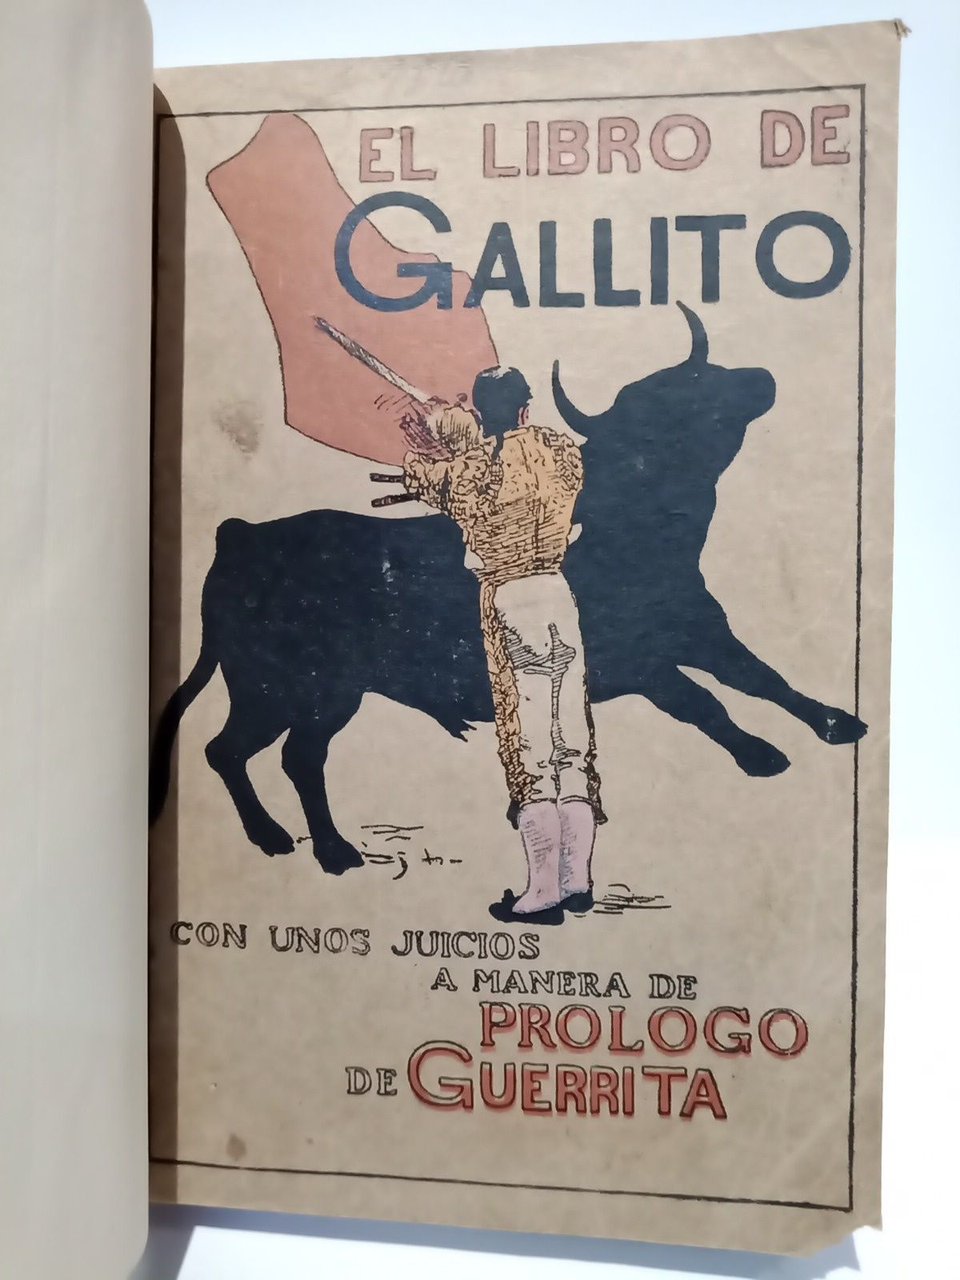 EL LIBRO DE
GALLITO
CON UNOS JUICIOS
A MANERA DE
PROLOGO
DE GUERRITA